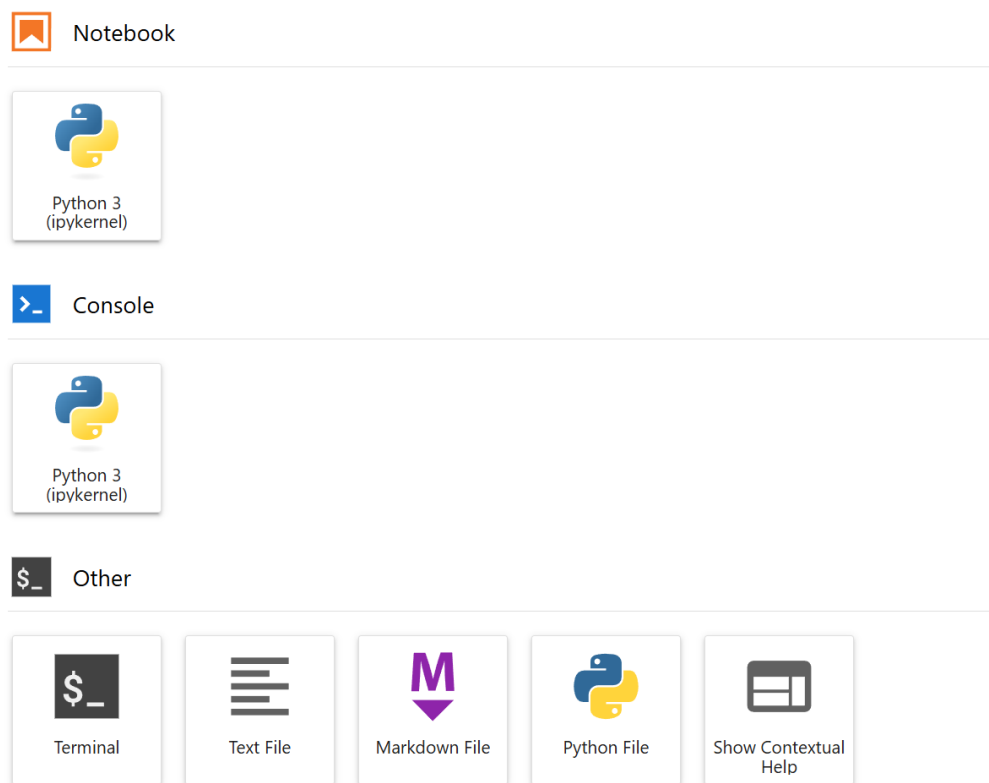 Notebook
Python 3
(ipykernel)
Console
Python 3
(ipykernel)
$_ Other
$_
Terminal
Text File
M
Markdown File
Python File
Show Contextual
Help